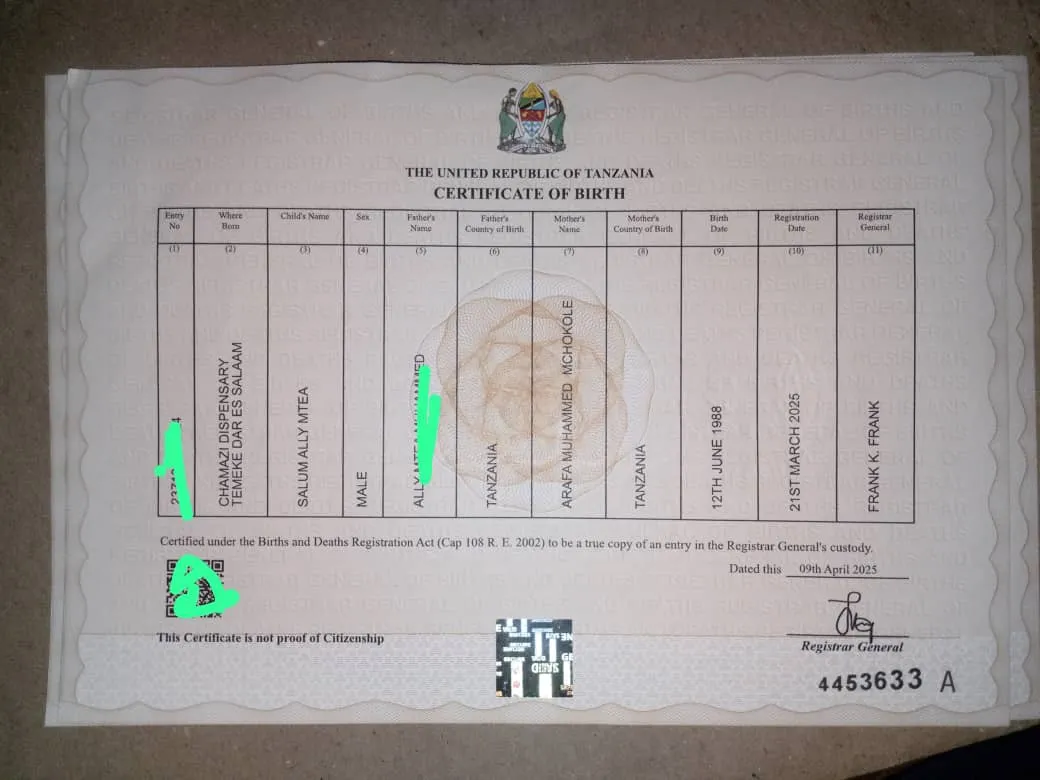 THE UNITED REPUBLIC OF TANZANIA
CERTIFICATE OF BIRTH
Entry No
Where Born
Child's Name
Sex
Father's Name
Father's Country of Birth
Mother's Name
Mother's Country of Birth
Birth Date
Registration Date
Registrar General
(1) (2) (3) (4) (5) (6) (7) (8) (9) (10) (11)
CHAMAZI DISPENSARY
TEMEKE DAR ES SALAAM
SALUM ALLY MTEA
MALE
ALLY
TANZANIA
ARAFA MUHAMMED MCHOKOLE
TANZANIA
12TH JUNE 1988
21ST MARCH 2025
FRANK K. FRANK
Certified under the Births and Deaths Registration Act (Cap 108 R. E. 2002) to be a true copy of an entry in the Registrar General's custody.
Dated this 09th April 2025
This Certificate is not proof of Citizenship
Registrar General
4453633 A